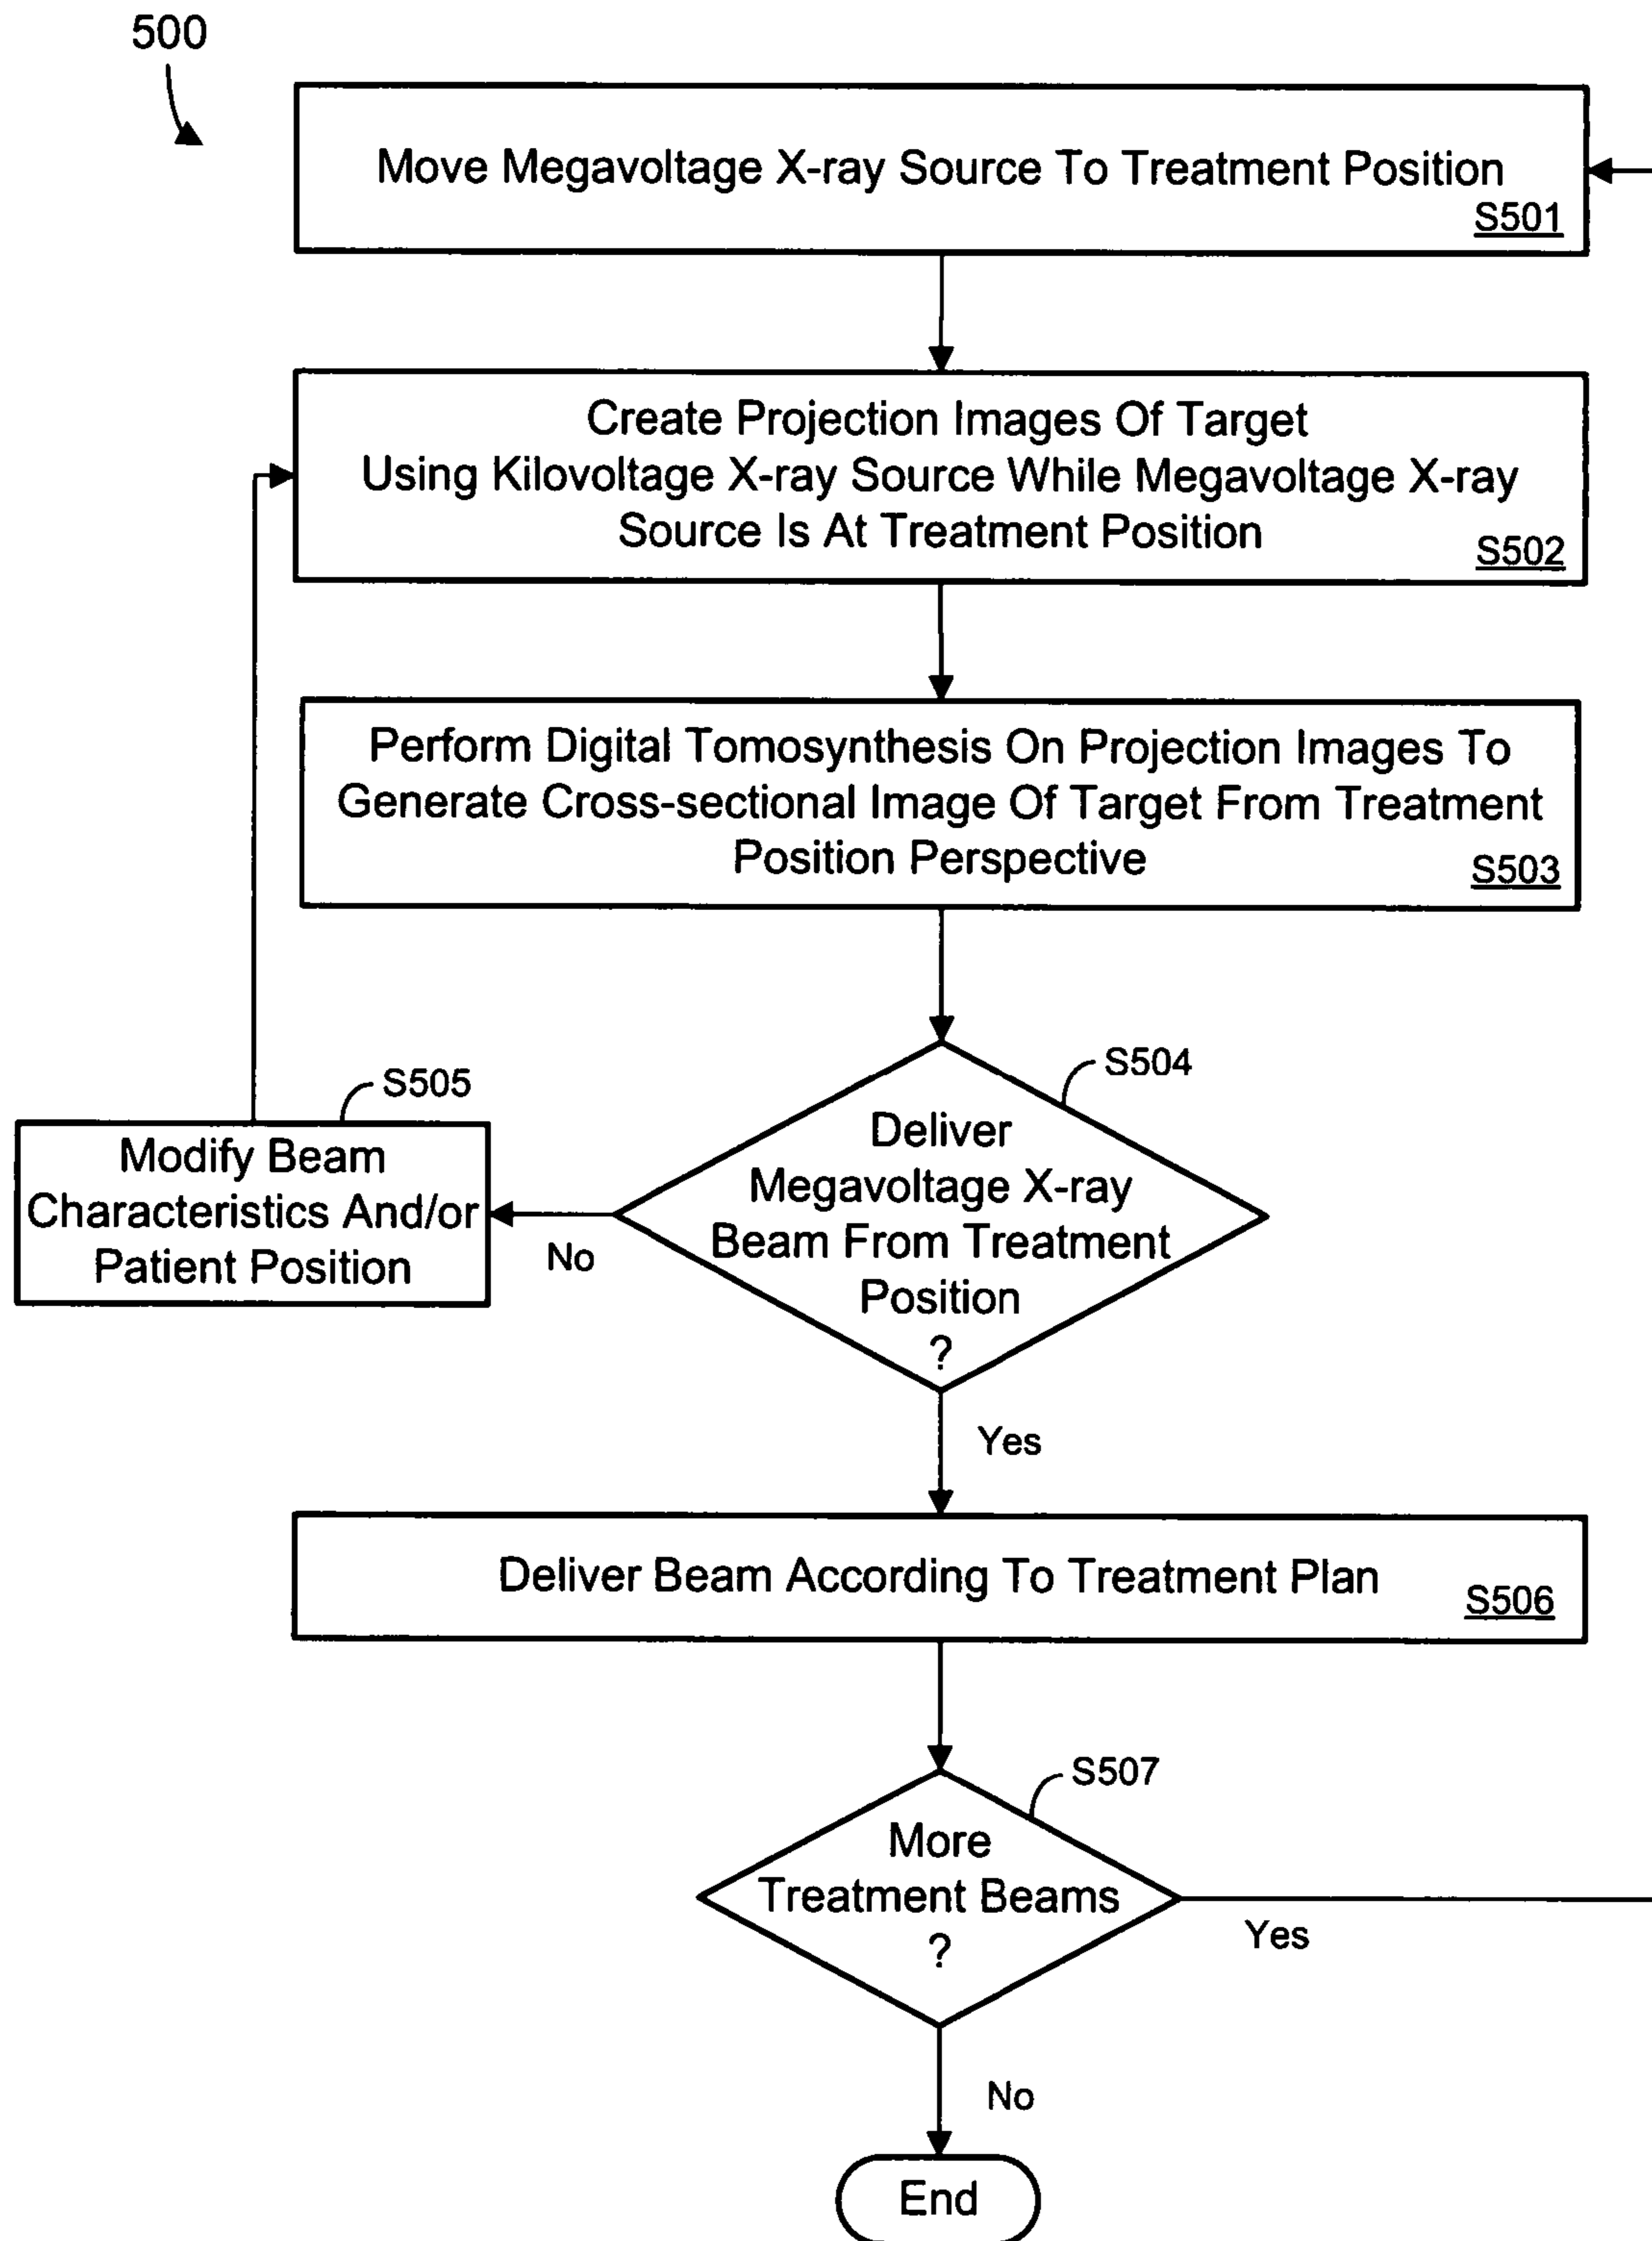 500
Move Megavoltage X-ray Source To Treatment Position
S501
Create Projection Images Of Target
Using Kilovoltage X-ray Source While Megavoltage X-ray
Source Is At Treatment Position
S502
Perform Digital Tomosynthesis On Projection Images To
Generate Cross-sectional Image Of Target From Treatment
Position Perspective
S503
S504
Deliver
Megavoltage X-ray
Beam From Treatment
Position
?
S505
Modify Beam
Characteristics And/or
Patient Position
No
Yes
Deliver Beam According To Treatment Plan
S506
S507
More
Treatment Beams
?
Yes
No
End